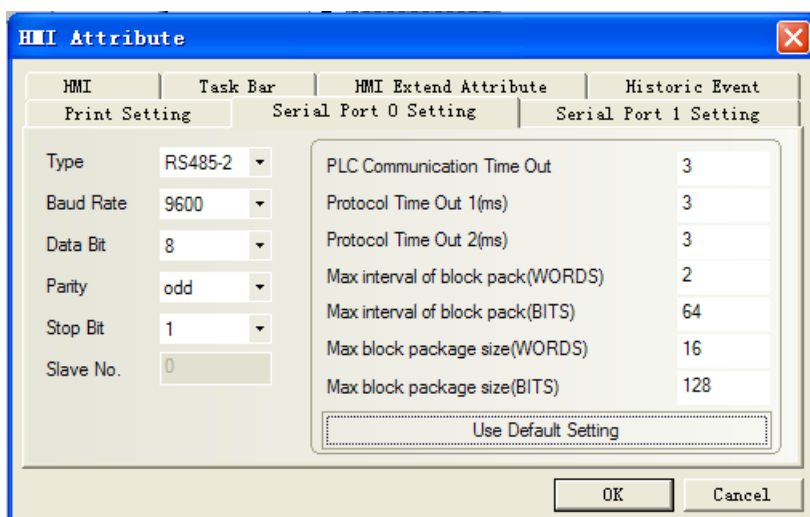 HMI Attribute
HMI Task Bar HMI Extend Attribute Historic Event
Print Setting Serial Port 0 Setting Serial Port 1 Setting
Type RS485-2
Baud Rate 9600
Data Bit 8
Parity odd
Stop Bit 1
Slave No. 0
PLC Communication Time Out 3
Protocol Time Out 1(ms) 3
Protocol Time Out 2(ms) 3
Max interval of block pack(WORDS) 2
Max interval of block pack(BITS) 64
Max block package size(WORDS) 16
Max block package size(BITS) 128
Use Default Setting
OK Cancel